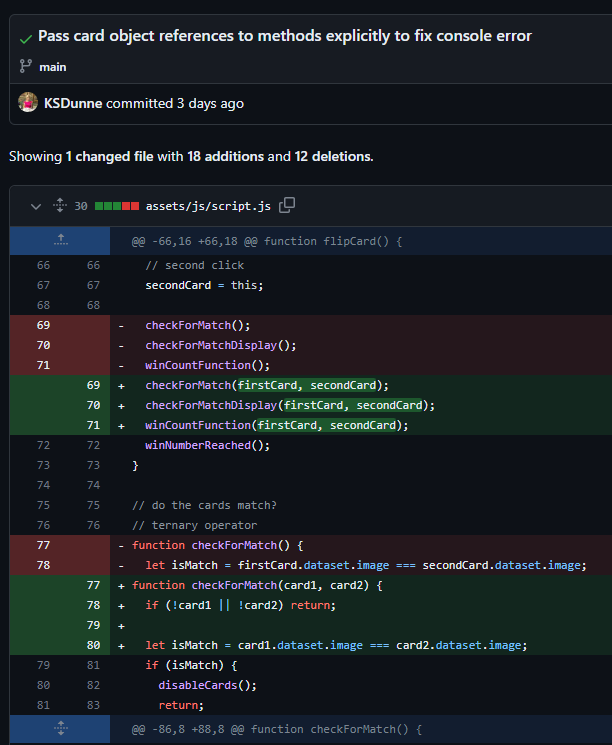 Pass card object references to methods explicitly to fix console error
main
KSDunne committed 3 days ago
Showing 1 changed file with 18 additions and 12 deletions.
30 assets/js/script.js
@@ -66,16 +66,18 @@ function flipCard() {
66 66 // second click
67 67 secondCard = this;
68 68
69 - checkForMatch();
70 - checkForMatchDisplay();
71 - winCountFunction();
69 + checkForMatch(firstCard, secondCard);
70 + checkForMatchDisplay(firstCard, secondCard);
71 + winCountFunction(firstCard, secondCard);
72 72 winNumberReached();
73 73 }
74 74
75 75 // do the cards match?
76 76 // ternary operator
77 - function checkForMatch() {
78 - let isMatch = firstCard.dataset.image === secondCard.dataset.image;
77 + function checkForMatch(card1, card2) {
78 + if (!card1 || !card2) return;
79 +
80 + let isMatch = card1.dataset.image === card2.dataset.image;
79 81 if (isMatch) {
80 82 disableCards();
81 83 return;
@@ -86,8 +88,8 @@ function checkForMatch() {